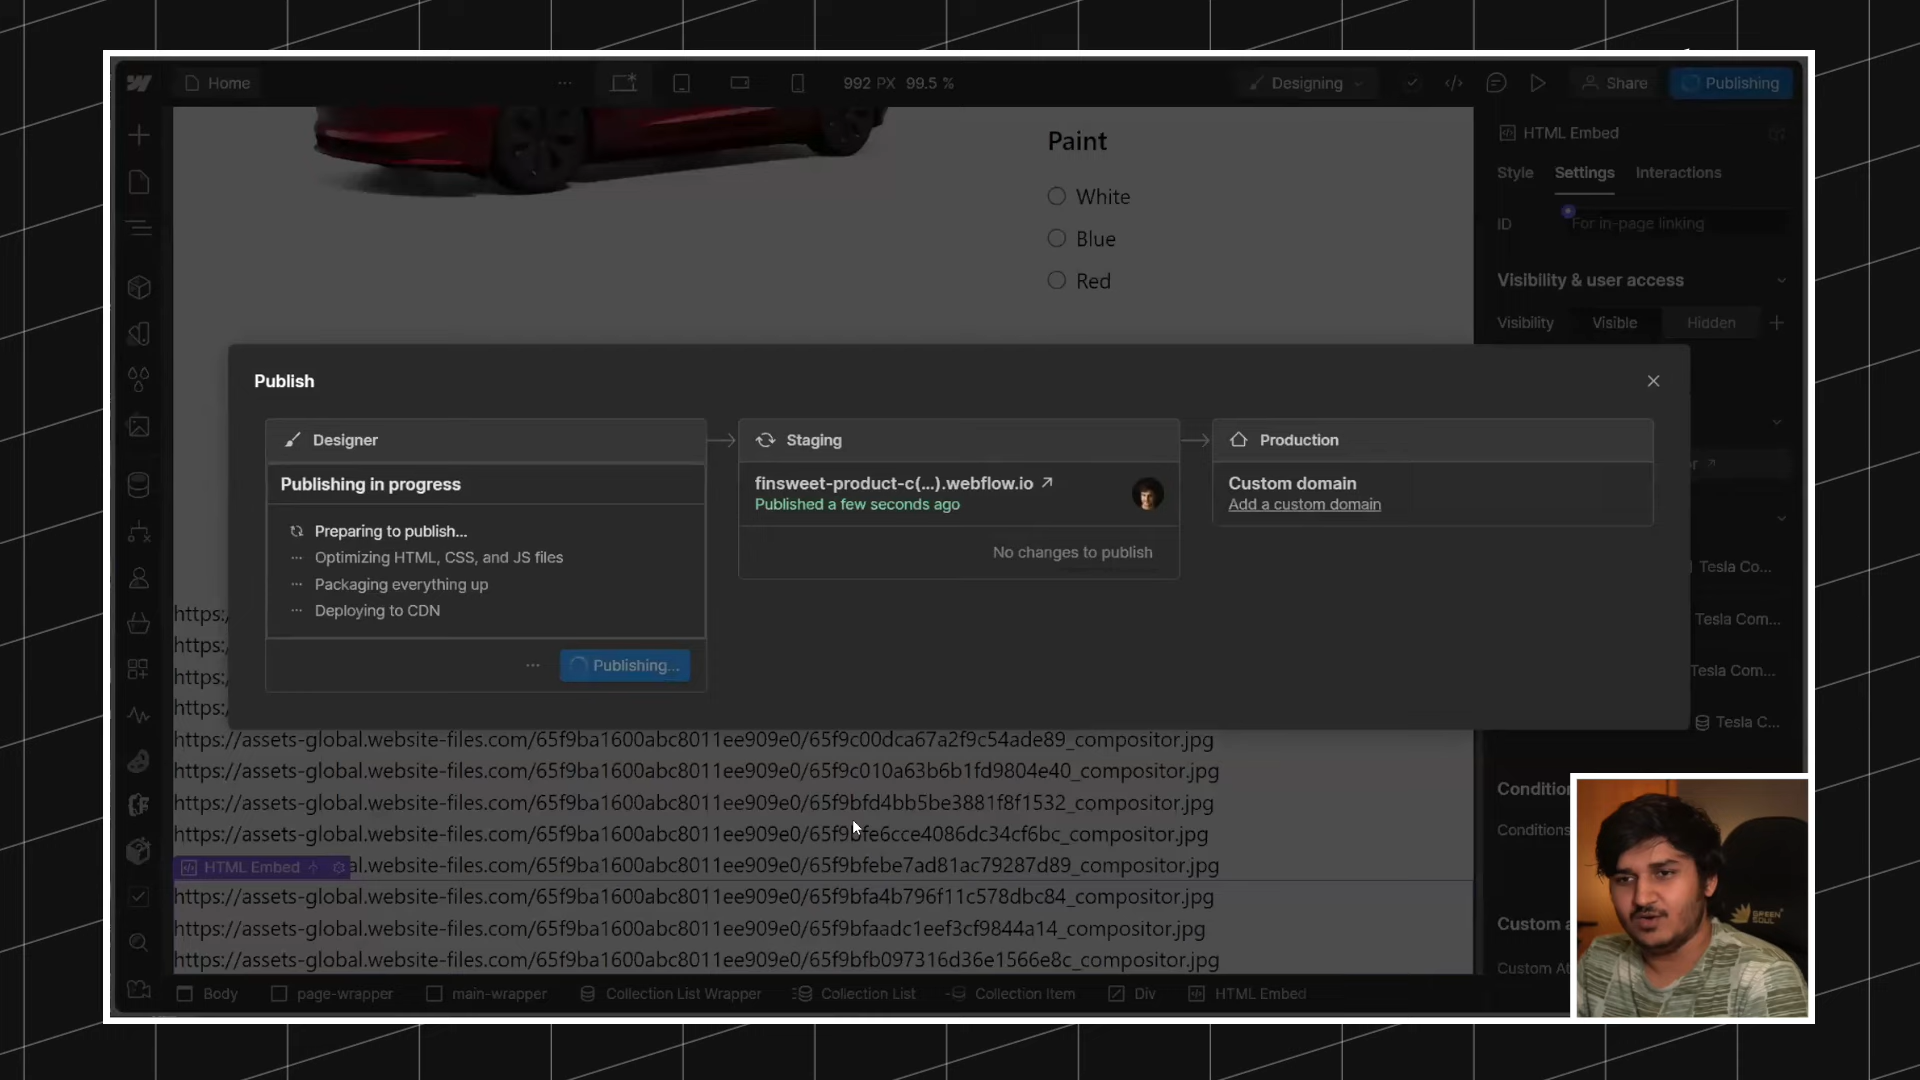 Home
992 PX 99.5 %
Designing
Share
Publishing
HTML Embed
Style Settings Interactions
ID For in-page linking
Visibility & user access
Visibility Visible Hidden
Paint
White
Blue
Red
Publish
Designer
Publishing in progress
Preparing to publish...
Optimizing HTML, CSS, and JS files
Packaging everything up
Deploying to CDN
Publishing...
Staging
finsweet-product-c(...).webflow.io
Published a few seconds ago
No changes to publish
Production
Custom domain
Add a custom domain
Tesla Co...
Tesla Com...
Tesla Com...
Tesla C...
https:/
https:/
https:/
https:/
https://assets-global.website-files.com/65f9ba1600abc8011ee909e0/65f9c00dca67a2f9c54ade89_compositor.jpg
https://assets-global.website-files.com/65f9ba1600abc8011ee909e0/65f9c010a63b6b1fd9804e40_compositor.jpg
https://assets-global.website-files.com/65f9ba1600abc8011ee909e0/65f9bfd4bb5be3881f8f1532_compositor.jpg
https://assets-global.website-files.com/65f9ba1600abc8011ee909e0/65f9bfe6cce4086dc34cf6bc_compositor.jpg
HTML Embed
al.website-files.com/65f9ba1600abc8011ee909e0/65f9bfebe7ad81ac79287d89_compositor.jpg
https://assets-global.website-files.com/65f9ba1600abc8011ee909e0/65f9bfa4b796f11c578dbc84_compositor.jpg
https://assets-global.website-files.com/65f9ba1600abc8011ee909e0/65f9bfaadc1eef3cf9844a14_compositor.jpg
https://assets-global.website-files.com/65f9ba1600abc8011ee909e0/65f9bfb097316d36e1566e8c_compositor.jpg
Conditio
Conditions
Custom a
Custom At
GREEN SOUL
Body page-wrapper main-wrapper Collection List Wrapper Collection List Collection Item Div HTML Embed